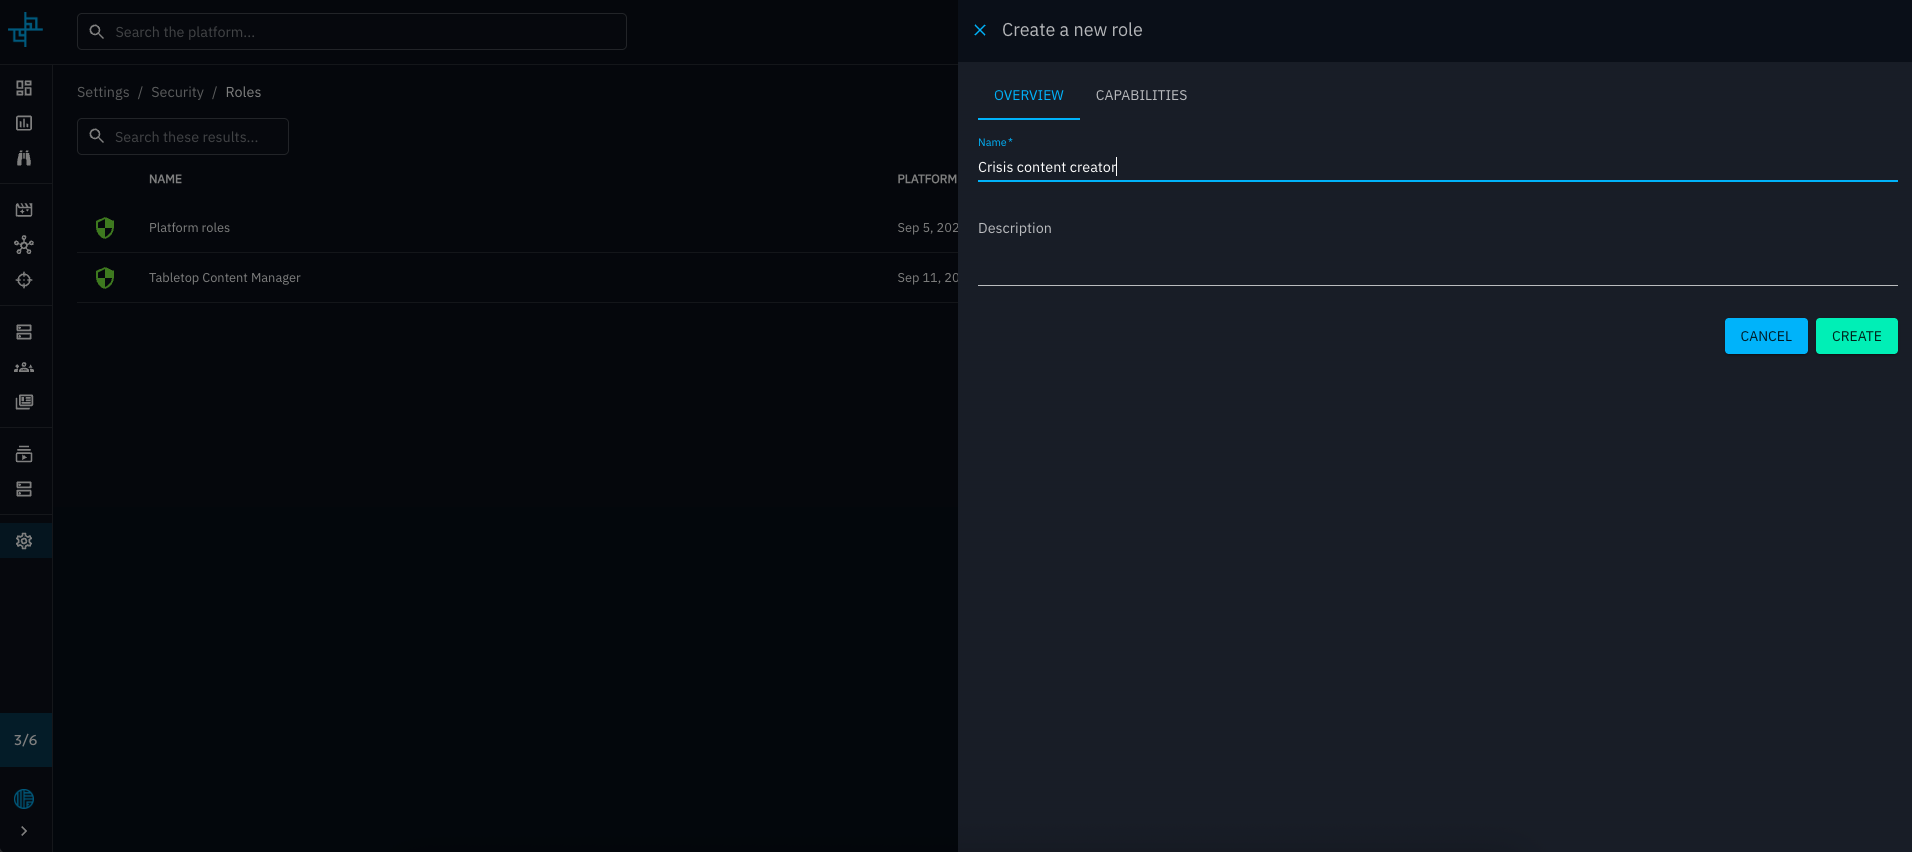 Search the platform...
Settings / Security / Roles
Search these results...
NAME PLATFORM
Platform roles Sep 5, 202
Tabletop Content Manager Sep 11, 20
3/6
Create a new role
OVERVIEW CAPABILITIES
Name *
Crisis content creator
Description
CANCEL CREATE